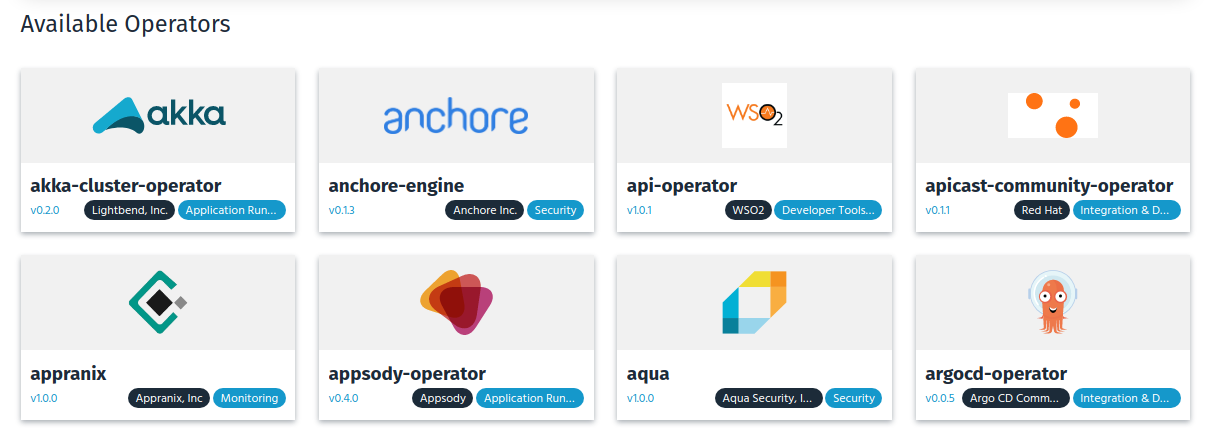 Available Operators
akka
anchore
WSO2
akka-cluster-operator
anchore-engine
api-operator
apicast-community-operator
v0.2.0 Lightbend, Inc. Application Run...
v0.1.3 Anchore Inc. Security
v1.0.1 WSO2 Developer Tools...
v0.1.1 Red Hat Integration & D...
appranix
appsody-operator
aqua
argocd-operator
v1.0.0 Appranix, Inc Monitoring
v0.4.0 Appsody Application Run...
v1.0.0 Aqua Security, I... Security
v0.0.5 Argo CD Comm... Integration & D...